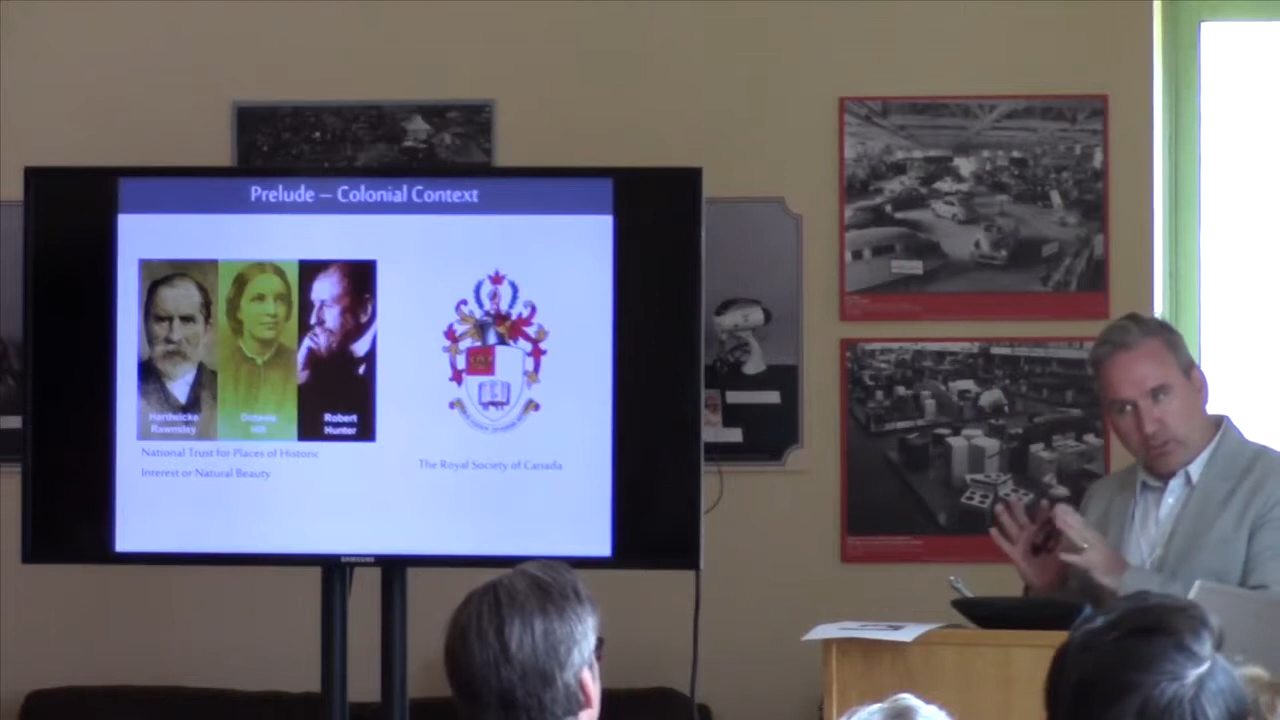 Prelude – Colonial Context
Hardwicke
Rawnsley
Octavia
Hill
Robert
Hunter
National Trust for Places of Historic
Interest or Natural Beauty
The Royal Society of Canada
SAMSUNG